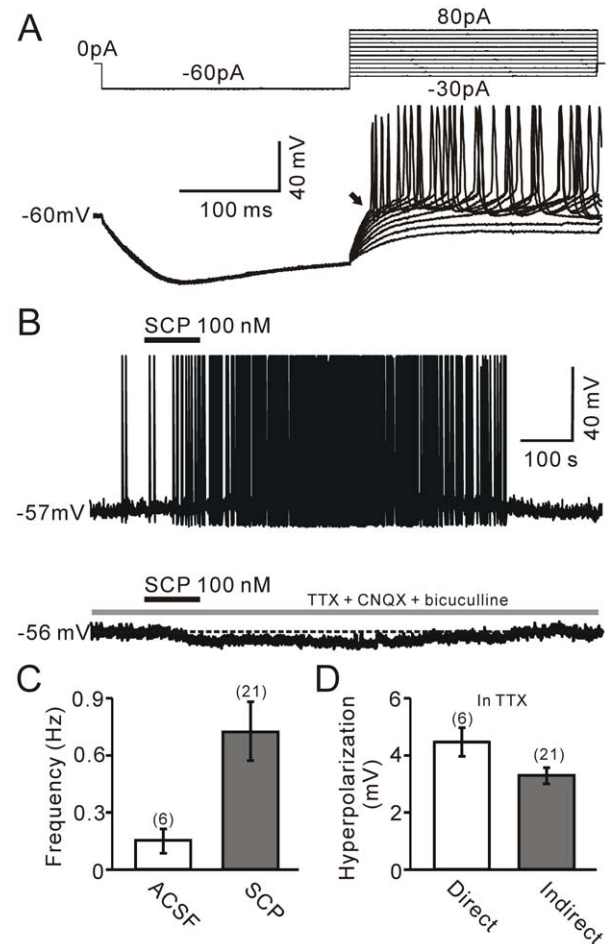 A
0pA
80pA
-60pA
-30pA
40 mV
100 ms
-60mV
B
SCP 100 nM
40 mV
100 s
-57mV
SCP 100 nM
TTX + CNQX + bicuculline
-56 mV
C
D
Frequency (Hz)
0.9
0.6
0.3
0
(6)
(21)
ACSF
SCP
Hyperpolarization
(mV)
6
4
2
0
In TTX
(6)
(21)
Direct
Indirect